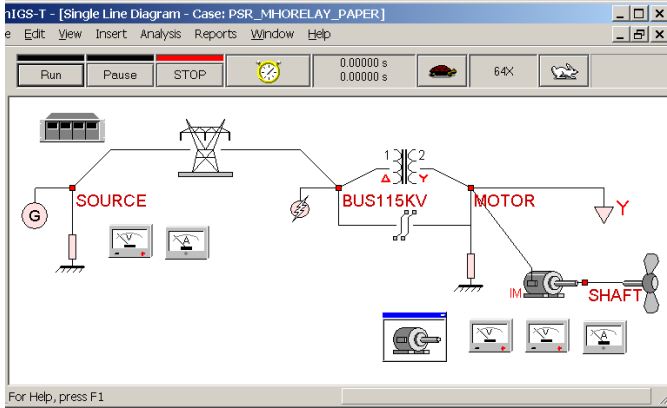 nIGS-T - [Single Line Diagram - Case: PSR_MHORELAY_PAPER]
e Edit View Insert Analysis Reports Window Help
Run Pause STOP 0.00000 s 64X
0.00000 s
1 2
Δ Y
G SOURCE BUS115KV MOTOR Y
V A
IM SHAFT
V V A
For Help, press F1